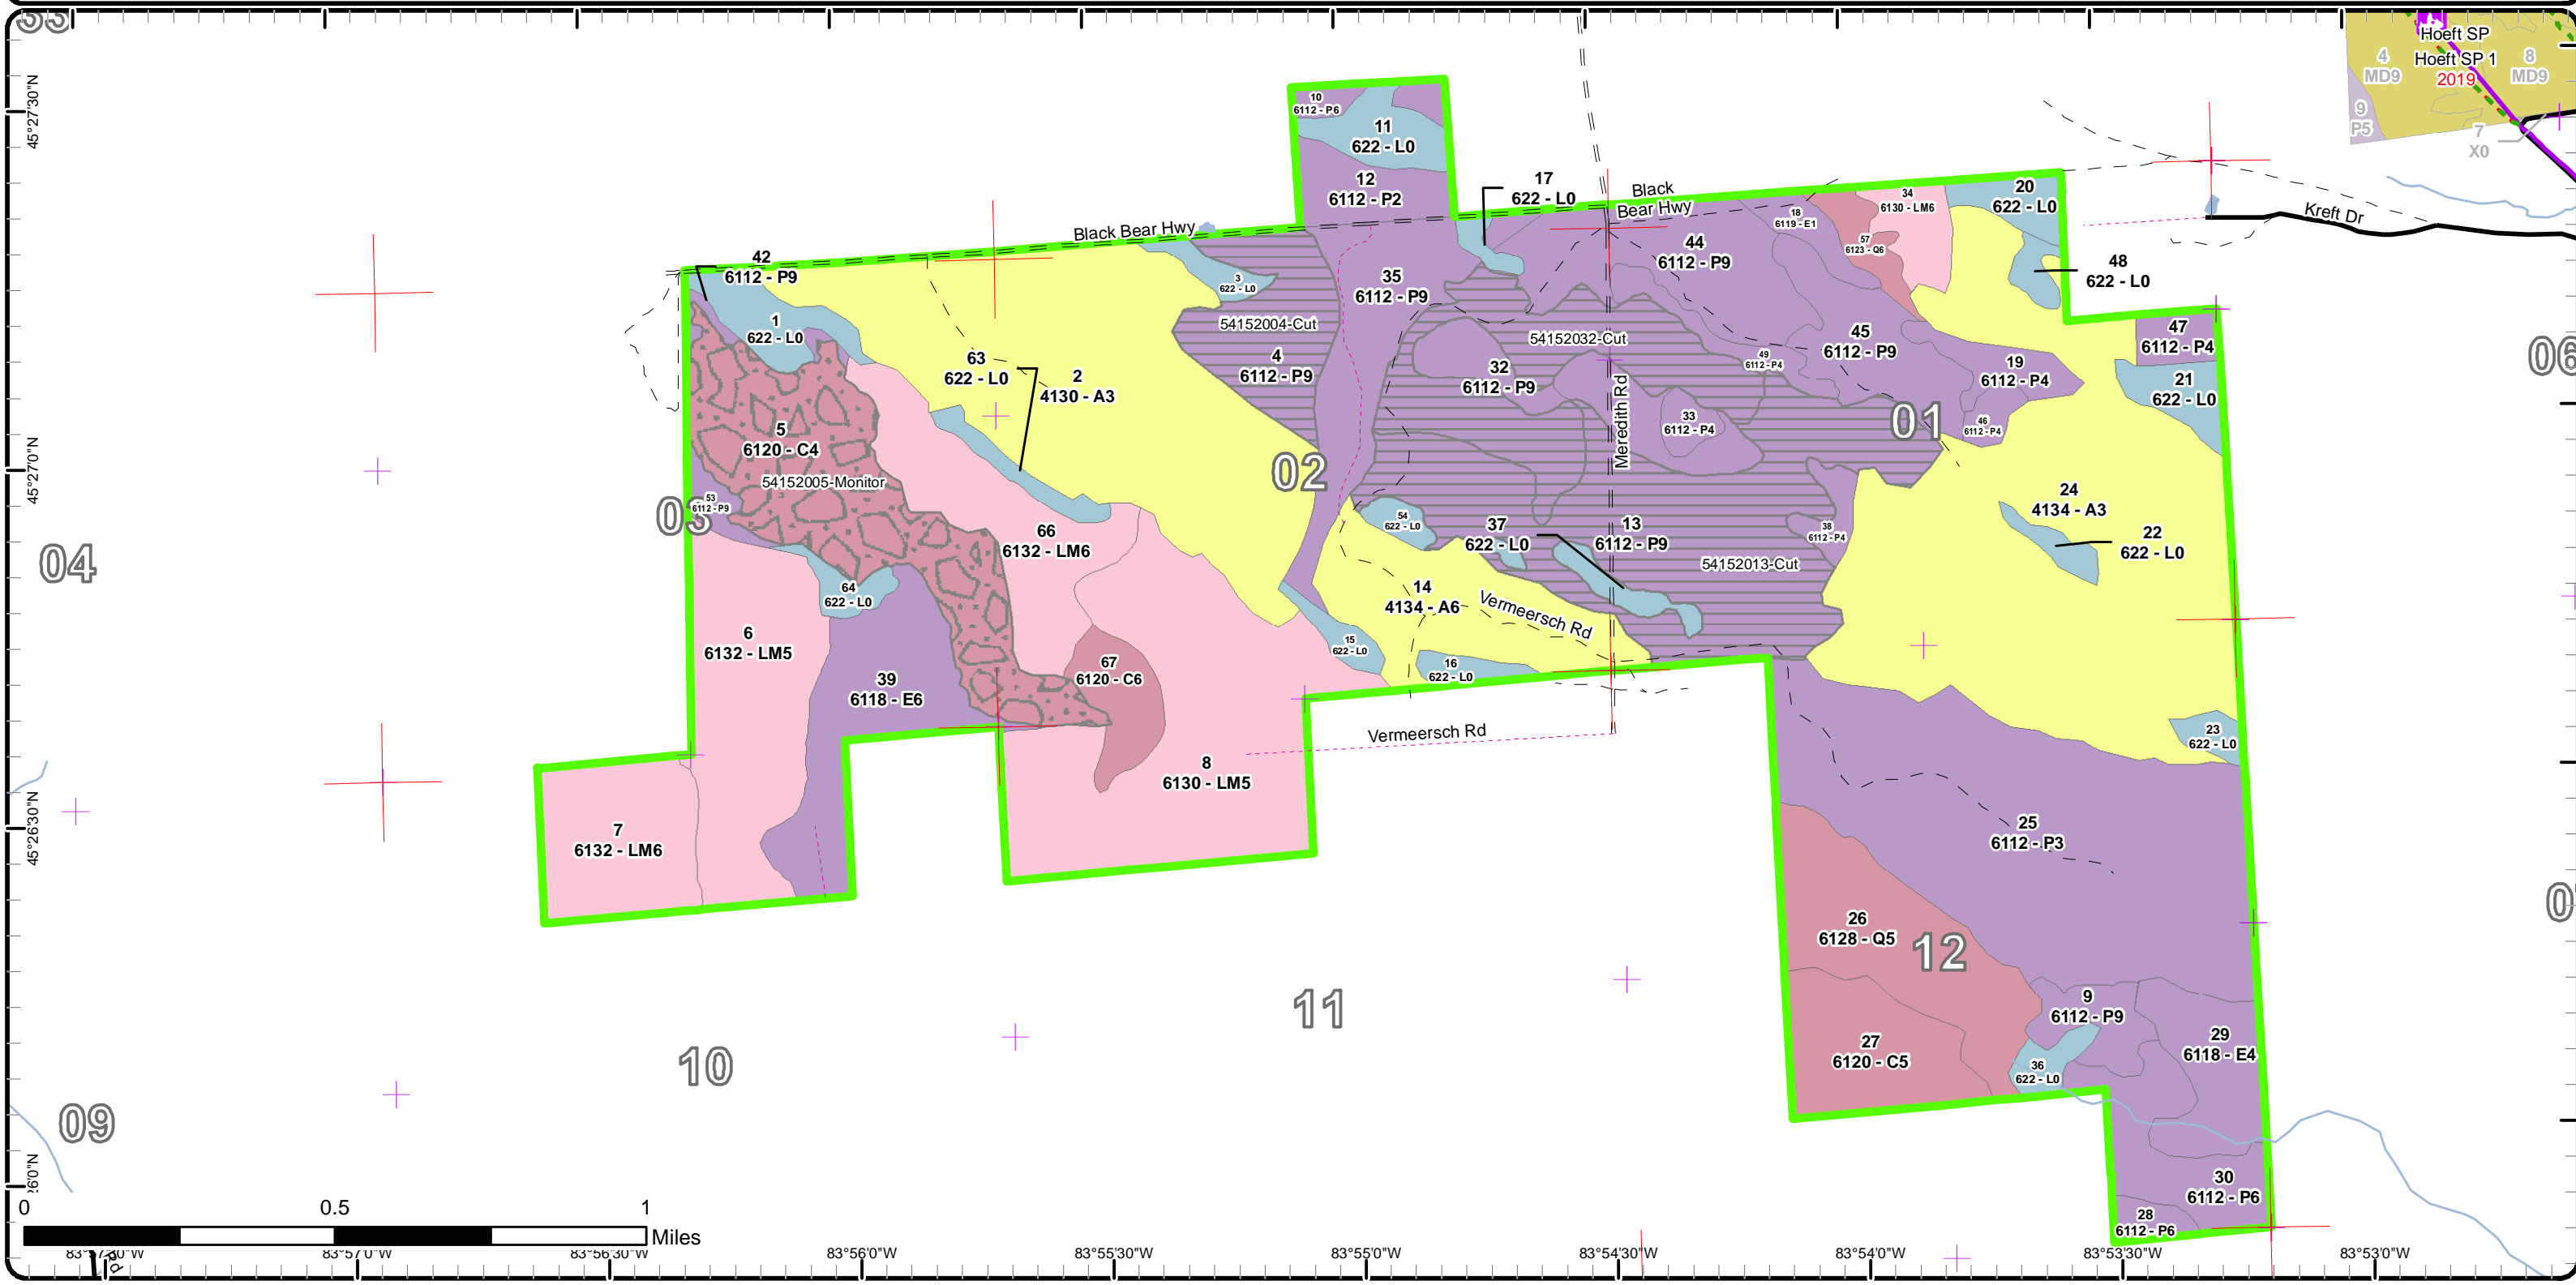 Hoeft SP
Hoeft SP 1
2019
4
MD9
8
MD9
9
P5
7
X0
45°27'30"N
10
6112 - P6
11
622 - L0
12
6112 - P2
17
622 - L0
Black
Bear Hwy
Black Bear Hwy
34
6130 - LM6
20
622 - L0
18
6119 - E1
57
6123 - Q6
Kreft Dr
42
6112 - P9
1
622 - L0
3
622 - L0
35
6112 - P9
44
6112 - P9
48
622 - L0
54152004-Cut
4
6112 - P9
54152032-Cut
32
6112 - P9
49
6112 - P4
45
6112 - P9
19
6112 - P4
47
6112 - P4
21
622 - L0
06
63
622 - L0
2
4130 - A3
Meredith Rd
33
6112 - P4
01
46
6112 - P4
45°27'0"N
5
6120 - C4
54152005-Monitor
02
53
6112 - P9
03
04
66
6132 - LM6
54
622 - L0
37
622 - L0
13
6112 - P9
38
6112 - P4
54152013-Cut
24
4134 - A3
22
622 - L0
64
622 - L0
14
4134 - A6
Vermeersch Rd
6
6132 - LM5
15
622 - L0
16
622 - L0
39
6118 - E6
67
6120 - C6
Vermeersch Rd
23
622 - L0
8
6130 - LM5
7
6132 - LM6
45°26'30"N
25
6112 - P3
26
6128 - Q5
12
11
10
09
9
6112 - P9
27
6120 - C5
36
622 - L0
29
6118 - E4
30
6112 - P6
28
6112 - P6
0 0.5 1
Miles
83°57'0"W 83°56'30"W 83°56'0"W 83°55'30"W 83°55'0"W 83°54'30"W 83°54'0"W 83°53'30"W 83°53'0"W